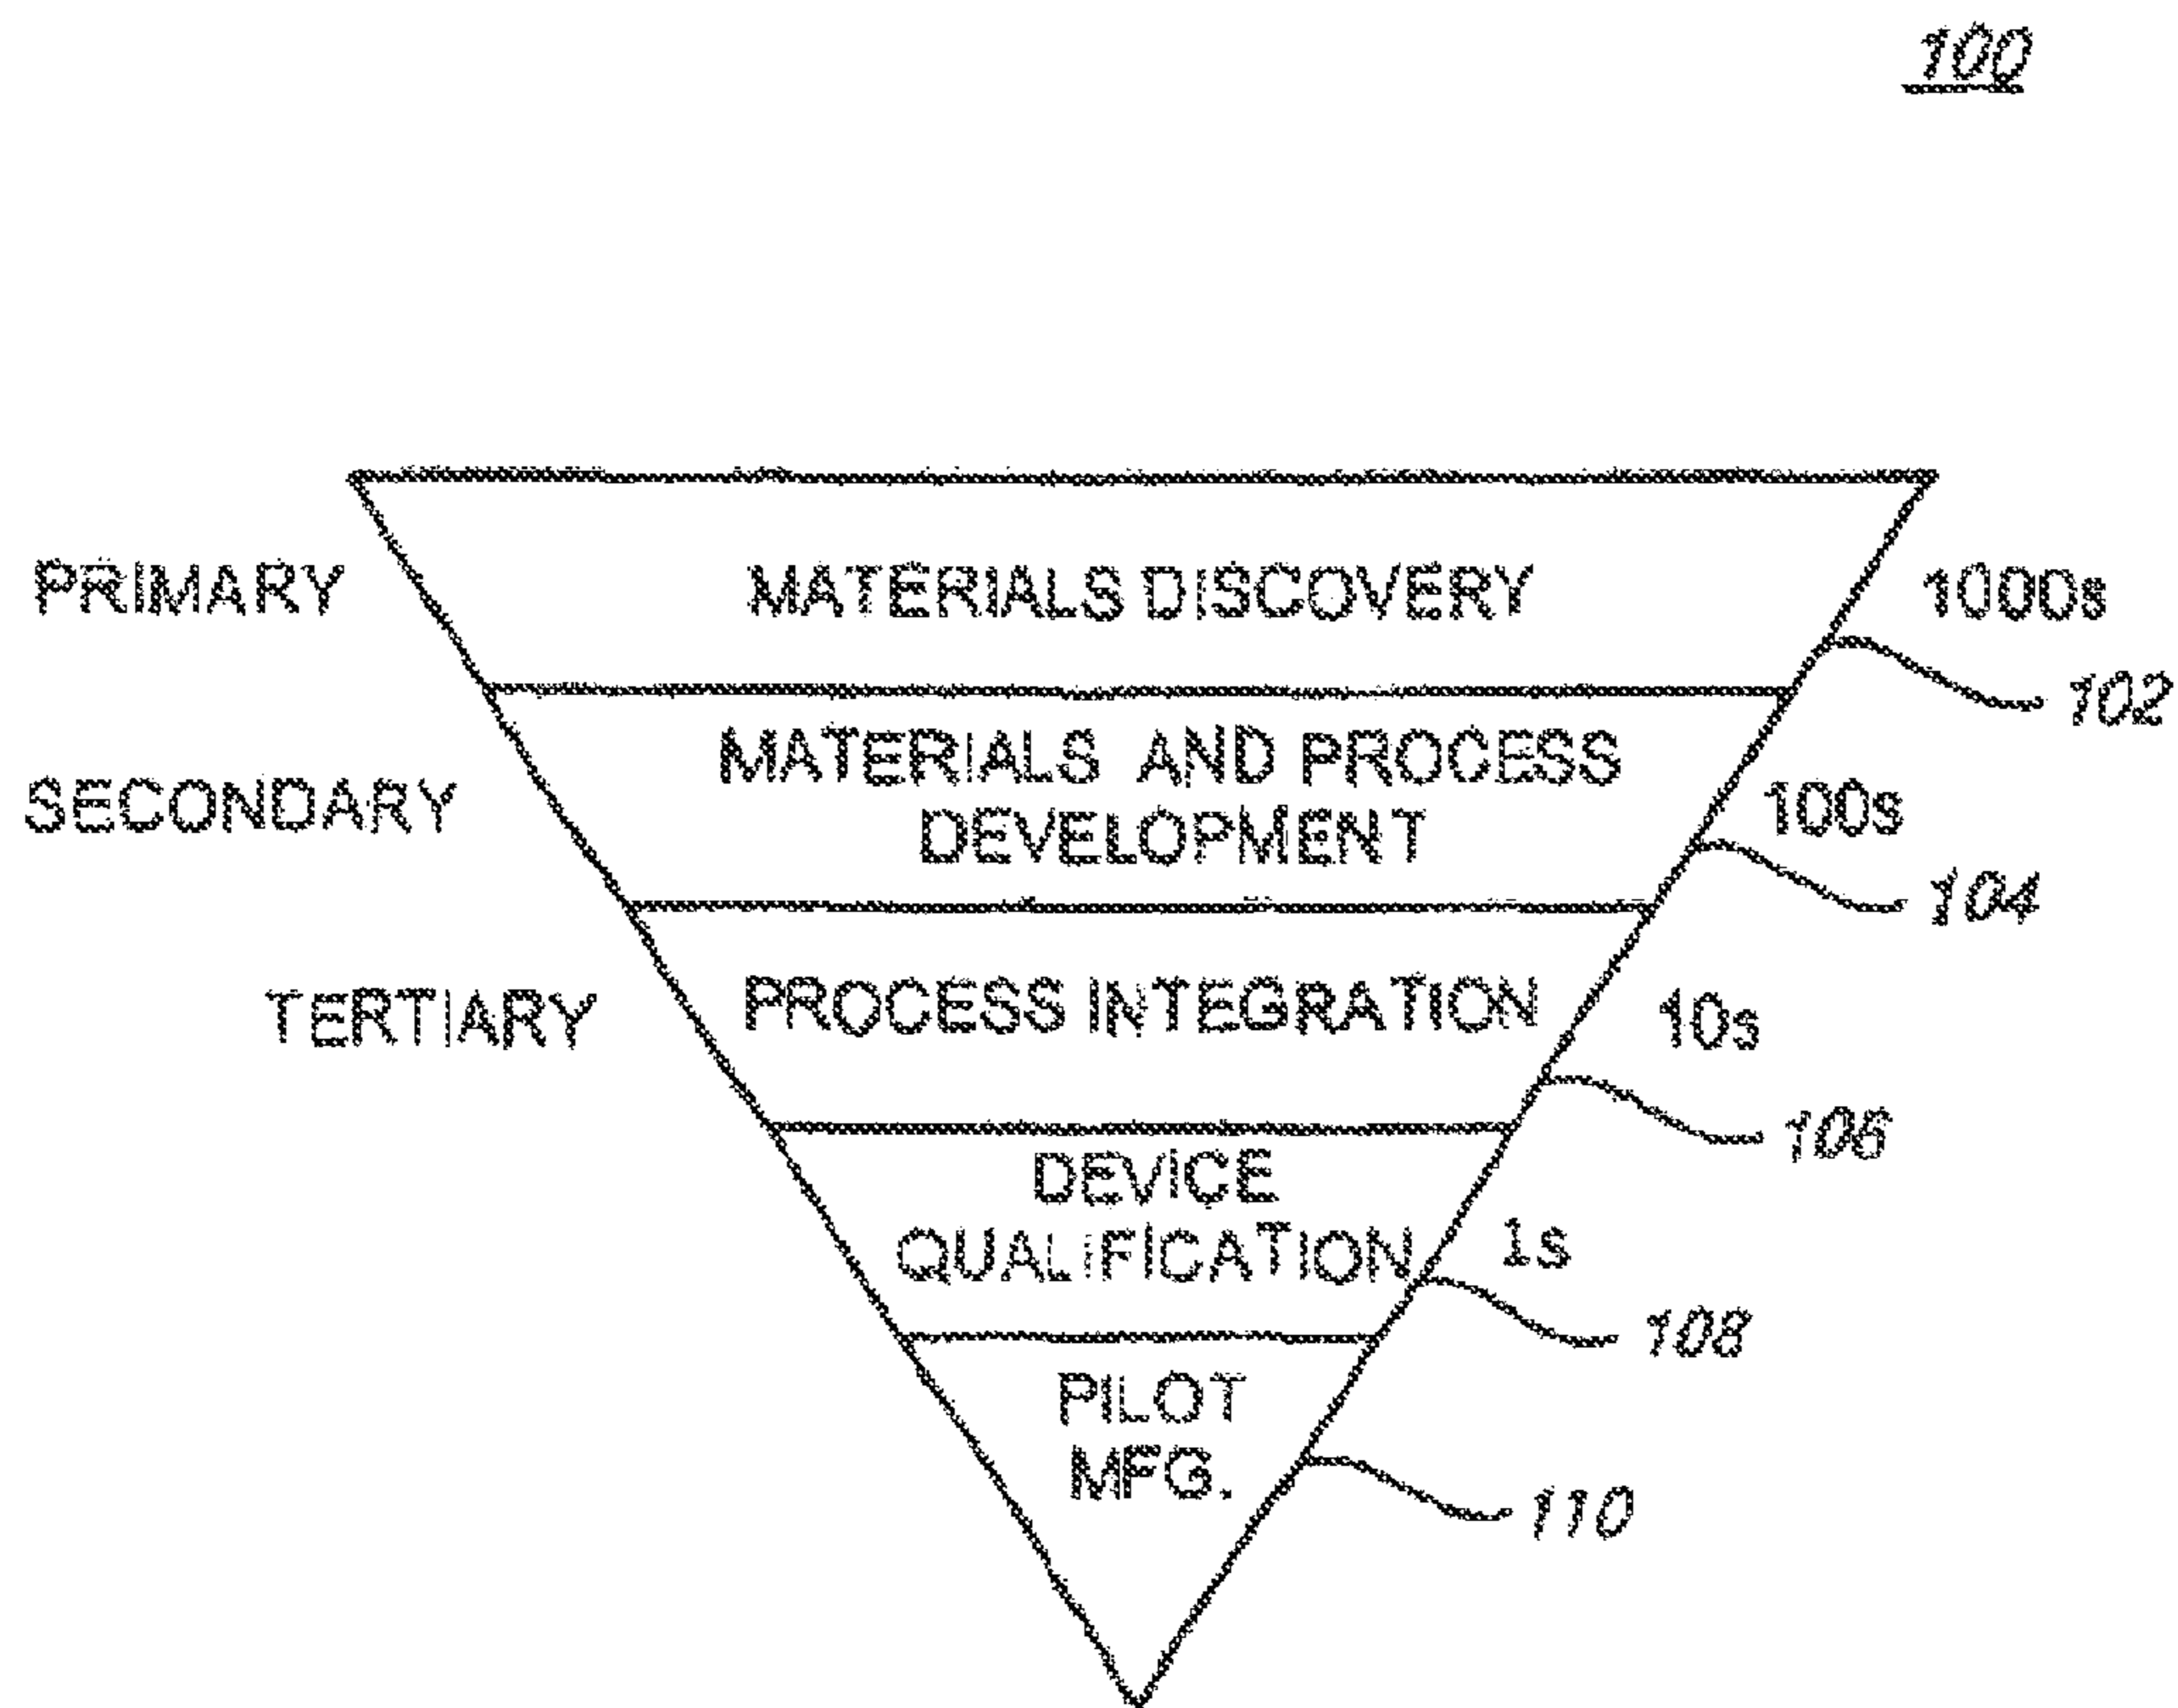 100
PRIMARY
MATERIALS DISCOVERY
1000s
102
SECONDARY
MATERIALS AND PROCESS
DEVELOPMENT
100s
104
TERTIARY
PROCESS INTEGRATION
10s
106
DEVICE
QUALIFICATION
1s
108
PILOT
MFG.
110